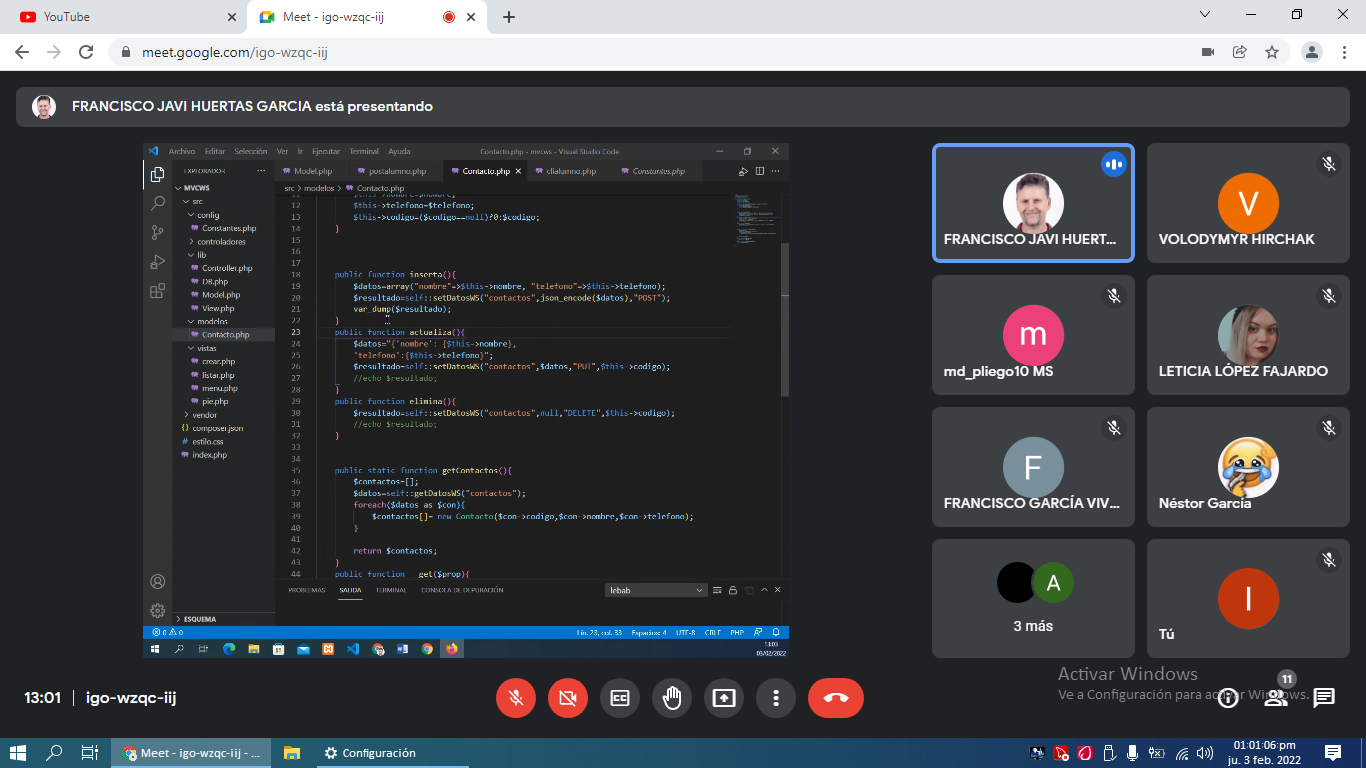 YouTube
Meet - igo-wzqc-iij
meet.google.com/igo-wzqc-iij
FRANCISCO JAVI HUERTAS GARCIA está presentando
Archivo Editar Selección Ver Ir Ejecutar Terminal Ayuda
Contacto.php - mvcws - Visual Studio Code
EXPLORADOR
Model.php
postalumno.php
Contacto.php
clialumno.php
Constantes.php
src > modelos > Contacto.php
MVCWS
src
config
Constantes.php
controladores
lib
Controller.php
DB.php
Model.php
View.php
modelos
Contacto.php
vistas
crear.php
listar.php
menu.php
pie.php
vendor
composer.json
estilo.css
index.php
ESQUEMA
12 $this->telefono=$telefono;
13 $this->codigo=($codigo==null)?0:$codigo;
14 }
15
16
17
18 public function inserta(){
19 $datos=array("nombre"=>$this->nombre, "telefono"=>$this->telefono);
20 $resultado=self::setDatosWS("contactos",json_encode($datos),"POST");
21 var_dump($resultado);
22 }
23 public function actualiza(){
24 $datos="{'nombre': {$this->nombre},
25 'telefono':{$this->telefono}";
26 $resultado=self::setDatosWS("contactos",$datos,"PUT",$this->codigo);
27 //echo $resultado;
28 }
29 public function elimina(){
30 $resultado=self::setDatosWS("contactos",null,"DELETE",$this->codigo);
31 //echo $resultado;
32 }
33
34
35 public static function getContactos(){
36 $contactos=[];
37 $datos=self::getDatosWS("contactos");
38 foreach($datos as $con){
39 $contactos[]= new Contacto($con->codigo,$con->nombre,$con->telefono);
40 }
41
42 return $contactos;
43 }
44 public function __get($prop){
PROBLEMAS SALIDA TERMINAL CONSOLA DE DEPURACIÓN
lebab
0 0
Lín. 23, col. 33 Espacios: 4 UTF-8 CRLF PHP
13:03
03/02/2022
FRANCISCO JAVI HUERT...
V
VOLODYMYR HIRCHAK
m
md_pliego10 MS
LETICIA LÓPEZ FAJARDO
F
FRANCISCO GARCÍA VIV...
Néstor García
A
3 más
I
Tú
Activar Windows
Ve a Configuración para activar Windows.
13:01 | igo-wzqc-iij
11
Meet - igo-wzqc-iij - ...
Configuración
01:01:06 pm
ju. 3 feb. 2022